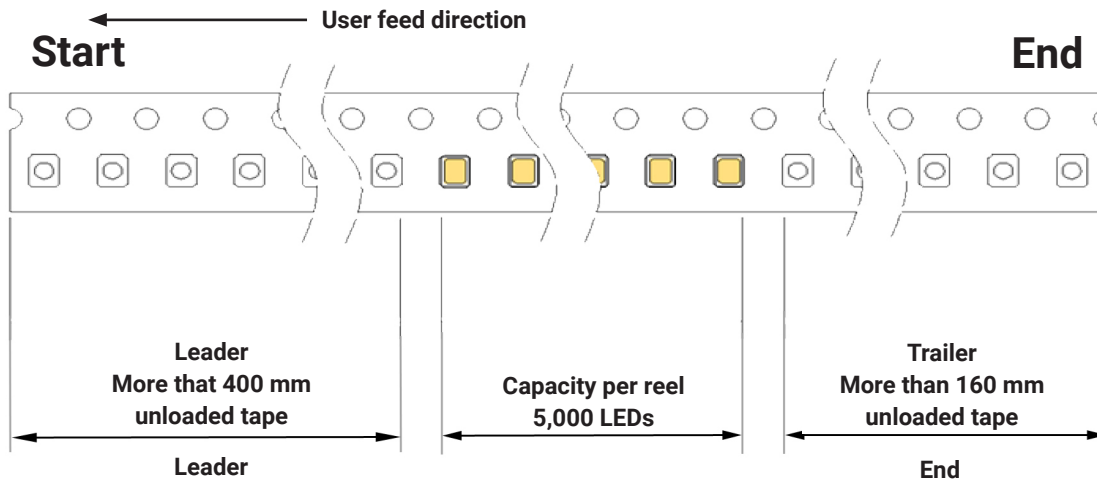 User feed direction
Start
End
Leader
More that 400 mm
unloaded tape
Capacity per reel
5,000 LEDs
Trailer
More than 160 mm
unloaded tape
Leader
End